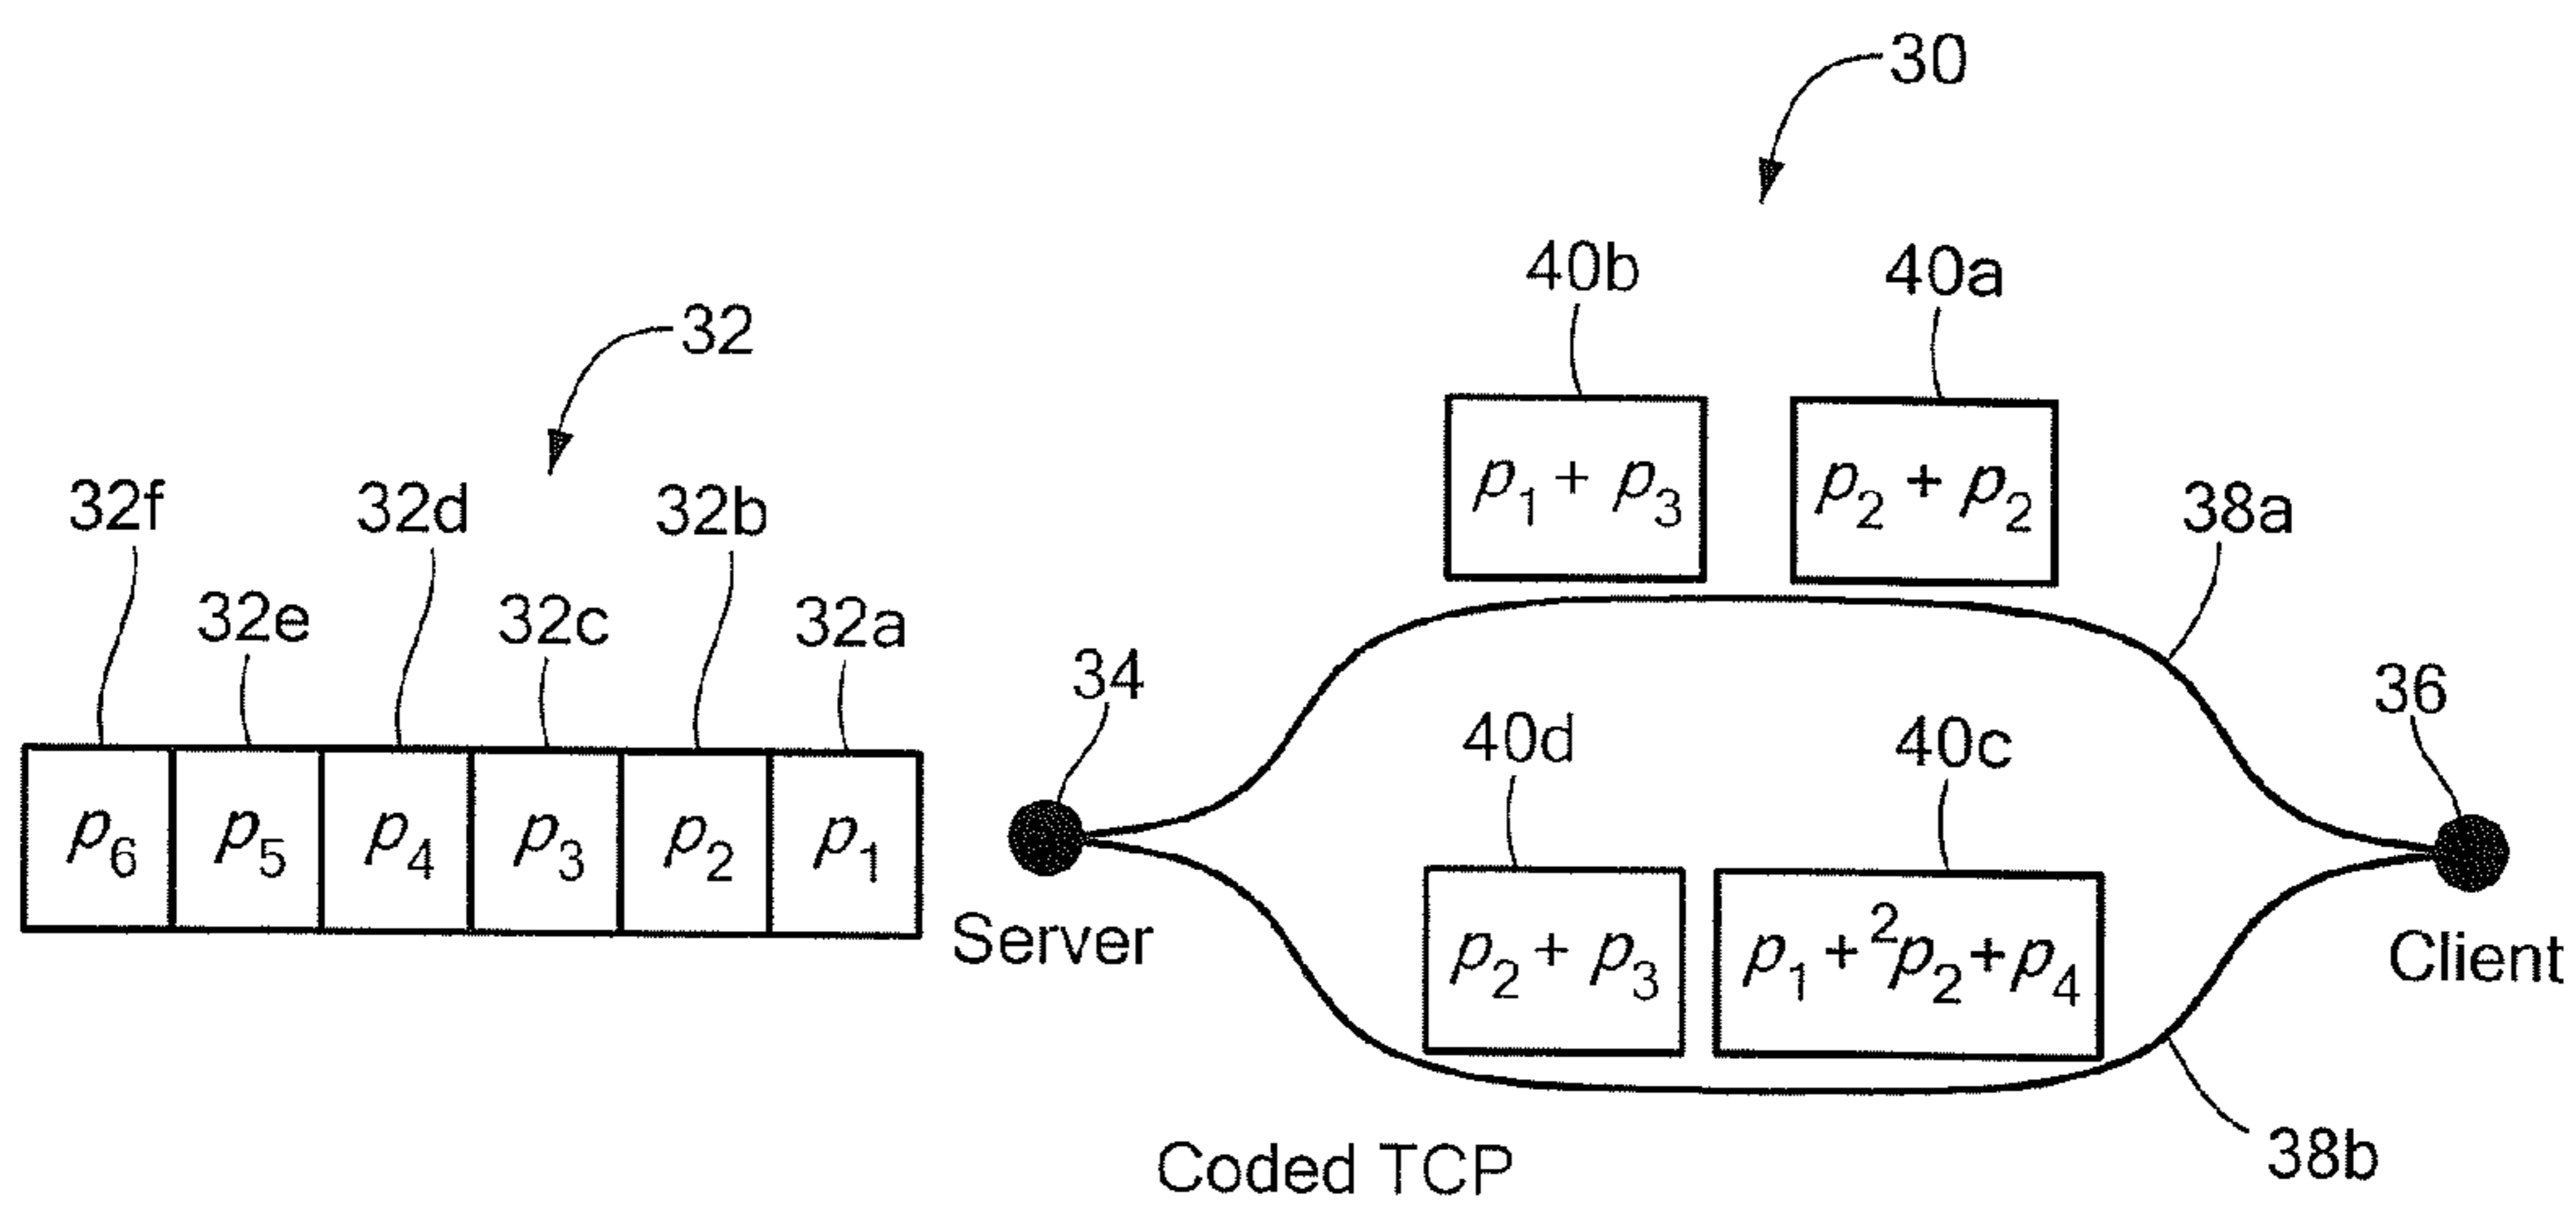 30
40b 40a
32
32f 32d 32b
38a
p1 + p3 p2 + p2
32e 32c 32a
34
36
40d 40c
p6 p5 p4 p3 p2 p1
Server
p2 + p3 p1 + 2p2 + p4
Client
Coded TCP
38b